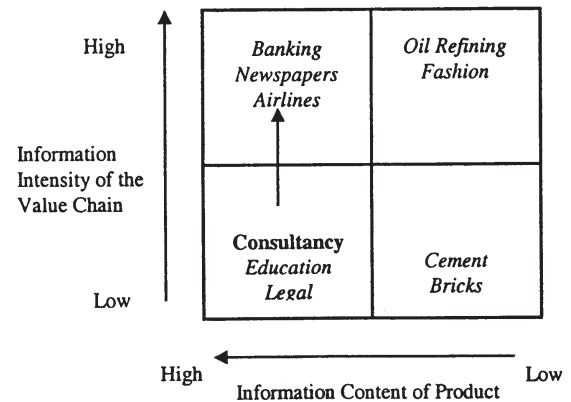 High
Banking
Newspapers
Airlines
Oil Refining
Fashion
Information
Intensity of the
Value Chain
Consultancy
Education
Legal
Cement
Bricks
Low
High
Low
Information Content of Product